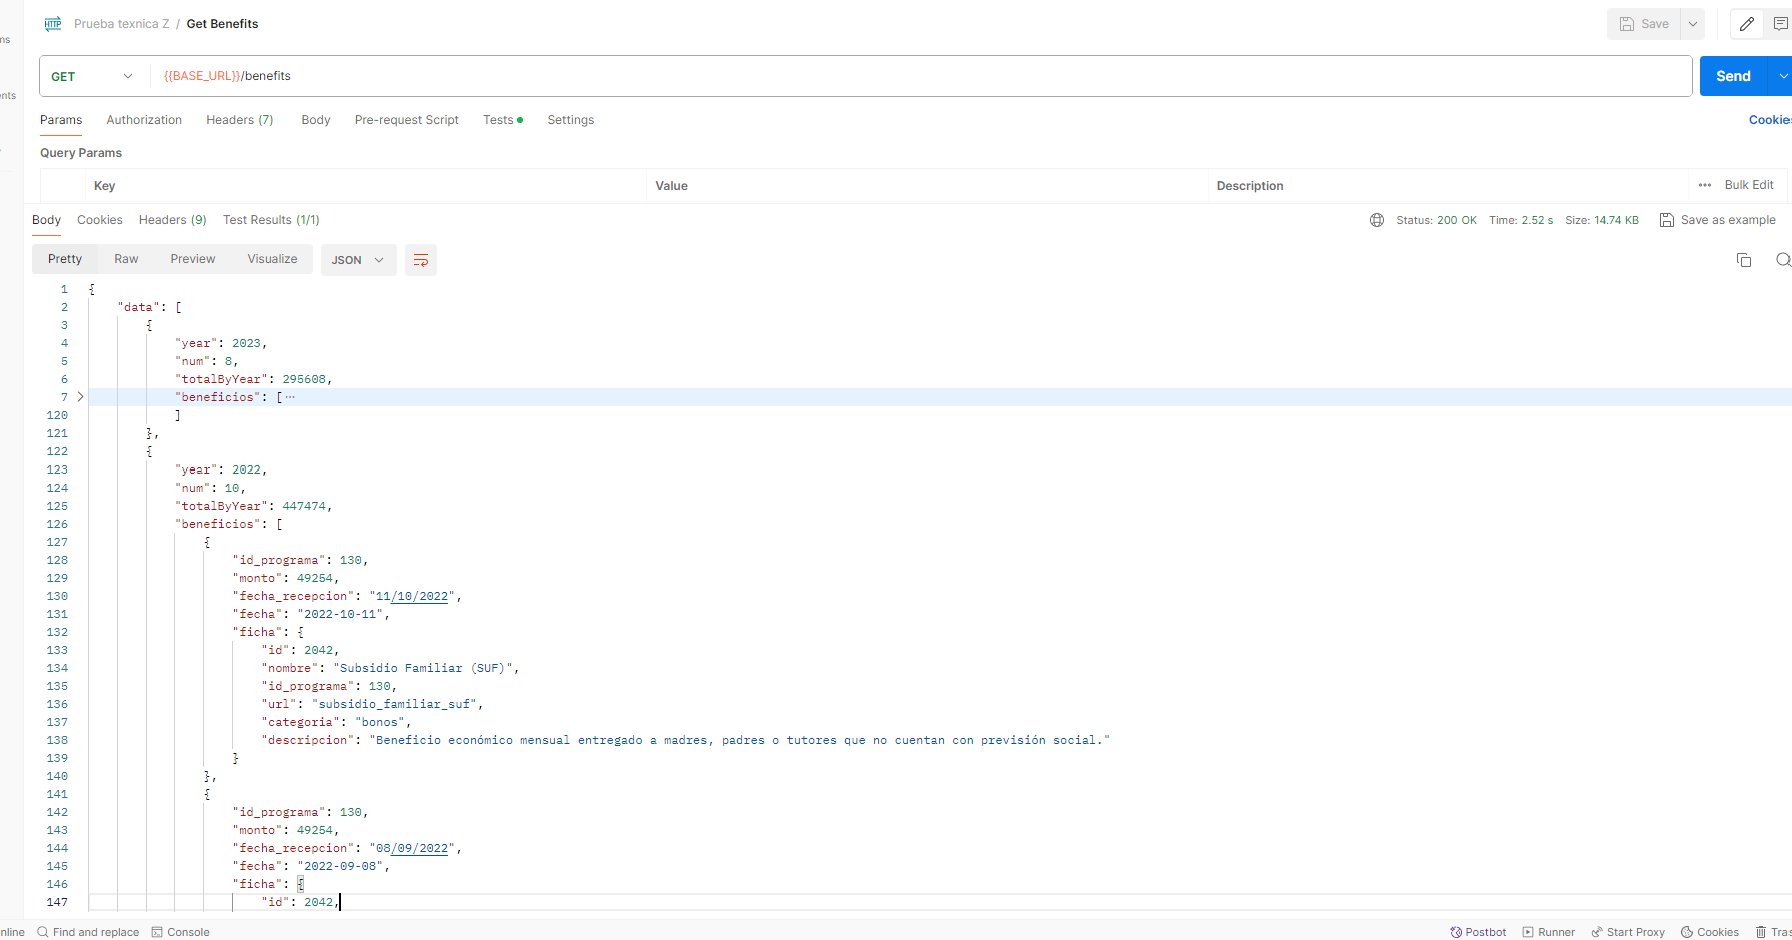 HTTP Prueba texnica Z / Get Benefits Save
ms
GET {{BASE_URL}}/benefits Send
ents
Params Authorization Headers (7) Body Pre-request Script Tests Settings Cookies
Query Params
Key Value Description ••• Bulk Edit
Body Cookies Headers (9) Test Results (1/1) Status: 200 OK Time: 2.52 s Size: 14.74 KB Save as example
Pretty Raw Preview Visualize JSON
1 {
2 "data": [
3 {
4 "year": 2023,
5 "num": 8,
6 "totalByYear": 295608,
7 "beneficios": [ ···
120 ]
121 },
122 {
123 "year": 2022,
124 "num": 10,
125 "totalByYear": 447474,
126 "beneficios": [
127 {
128 "id_programa": 130,
129 "monto": 49254,
130 "fecha_recepcion": "11/10/2022",
131 "fecha": "2022-10-11",
132 "ficha": {
133 "id": 2042,
134 "nombre": "Subsidio Familiar (SUF)",
135 "id_programa": 130,
136 "url": "subsidio_familiar_suf",
137 "categoria": "bonos",
138 "descripcion": "Beneficio económico mensual entregado a madres, padres o tutores que no cuentan con previsión social."
139 }
140 },
141 {
142 "id_programa": 130,
143 "monto": 49254,
144 "fecha_recepcion": "08/09/2022",
145 "fecha": "2022-09-08",
146 "ficha": {
147 "id": 2042,
nline Find and replace Console Postbot Runner Start Proxy Cookies Tras